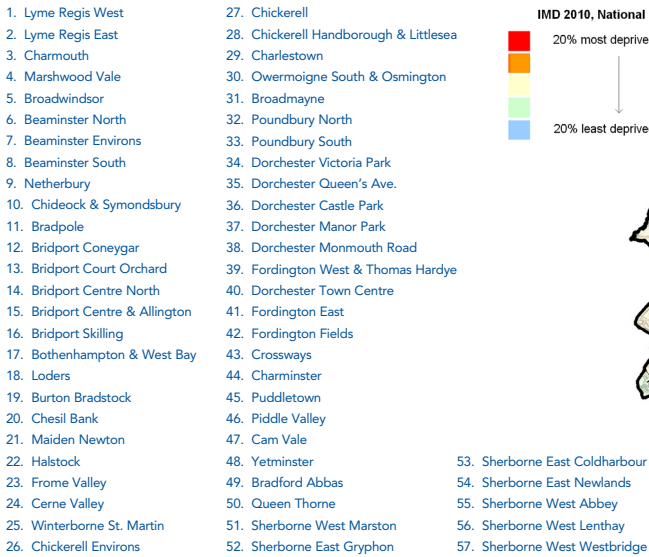 1. Lyme Regis West
2. Lyme Regis East
3. Charmouth
4. Marshwood Vale
5. Broadwindsor
6. Beaminster North
7. Beaminster Environs
8. Beaminster South
9. Netherbury
10. Chideock & Symondsbury
11. Bradpole
12. Bridport Coneygar
13. Bridport Court Orchard
14. Bridport Centre North
15. Bridport Centre & Allington
16. Bridport Skilling
17. Bothenhampton & West Bay
18. Loders
19. Burton Bradstock
20. Chesil Bank
21. Maiden Newton
22. Halstock
23. Frome Valley
24. Cerne Valley
25. Winterborne St. Martin
26. Chickerell Environs
27. Chickerell
28. Chickerell Handborough & Littlesea
29. Charlestown
30. Owermoigne South & Osmington
31. Broadmayne
32. Poundbury North
33. Poundbury South
34. Dorchester Victoria Park
35. Dorchester Queen's Ave.
36. Dorchester Castle Park
37. Dorchester Manor Park
38. Dorchester Monmouth Road
39. Fordington West & Thomas Hardye
40. Dorchester Town Centre
41. Fordington East
42. Fordington Fields
43. Crossways
44. Charminster
45. Puddletown
46. Piddle Valley
47. Cam Vale
48. Yetminster
49. Bradford Abbas
50. Queen Thorne
51. Sherborne West Marston
52. Sherborne East Gryphon
53. Sherborne East Coldharbour
54. Sherborne East Newlands
55. Sherborne West Abbey
56. Sherborne West Lenthay
57. Sherborne West Westbridge
IMD 2010, National
20% most deprive
20% least deprive